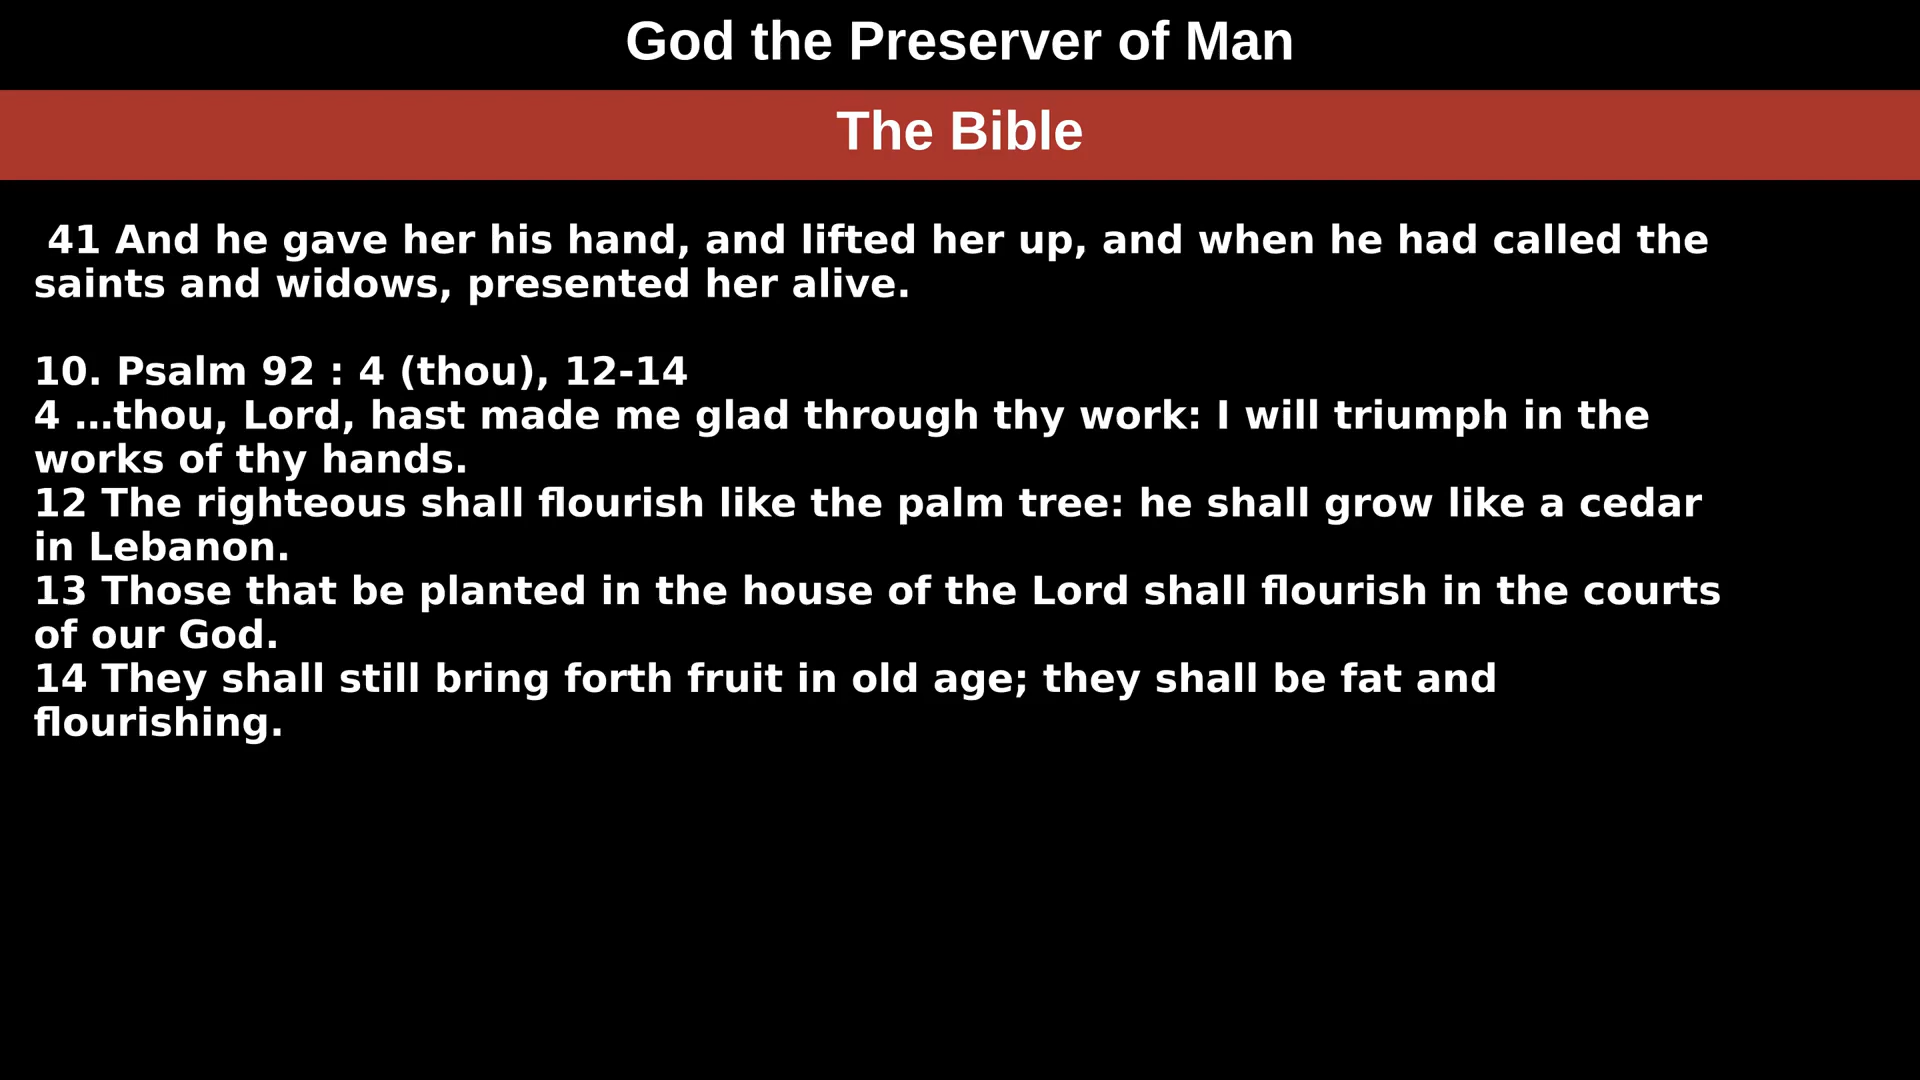 God the Preserver of Man
The Bible
41 And he gave her his hand, and lifted her up, and when he had called the
saints and widows, presented her alive.
10. Psalm 92 : 4 (thou), 12-14
4 …thou, Lord, hast made me glad through thy work: I will triumph in the
works of thy hands.
12 The righteous shall flourish like the palm tree: he shall grow like a cedar
in Lebanon.
13 Those that be planted in the house of the Lord shall flourish in the courts
of our God.
14 They shall still bring forth fruit in old age; they shall be fat and
flourishing.